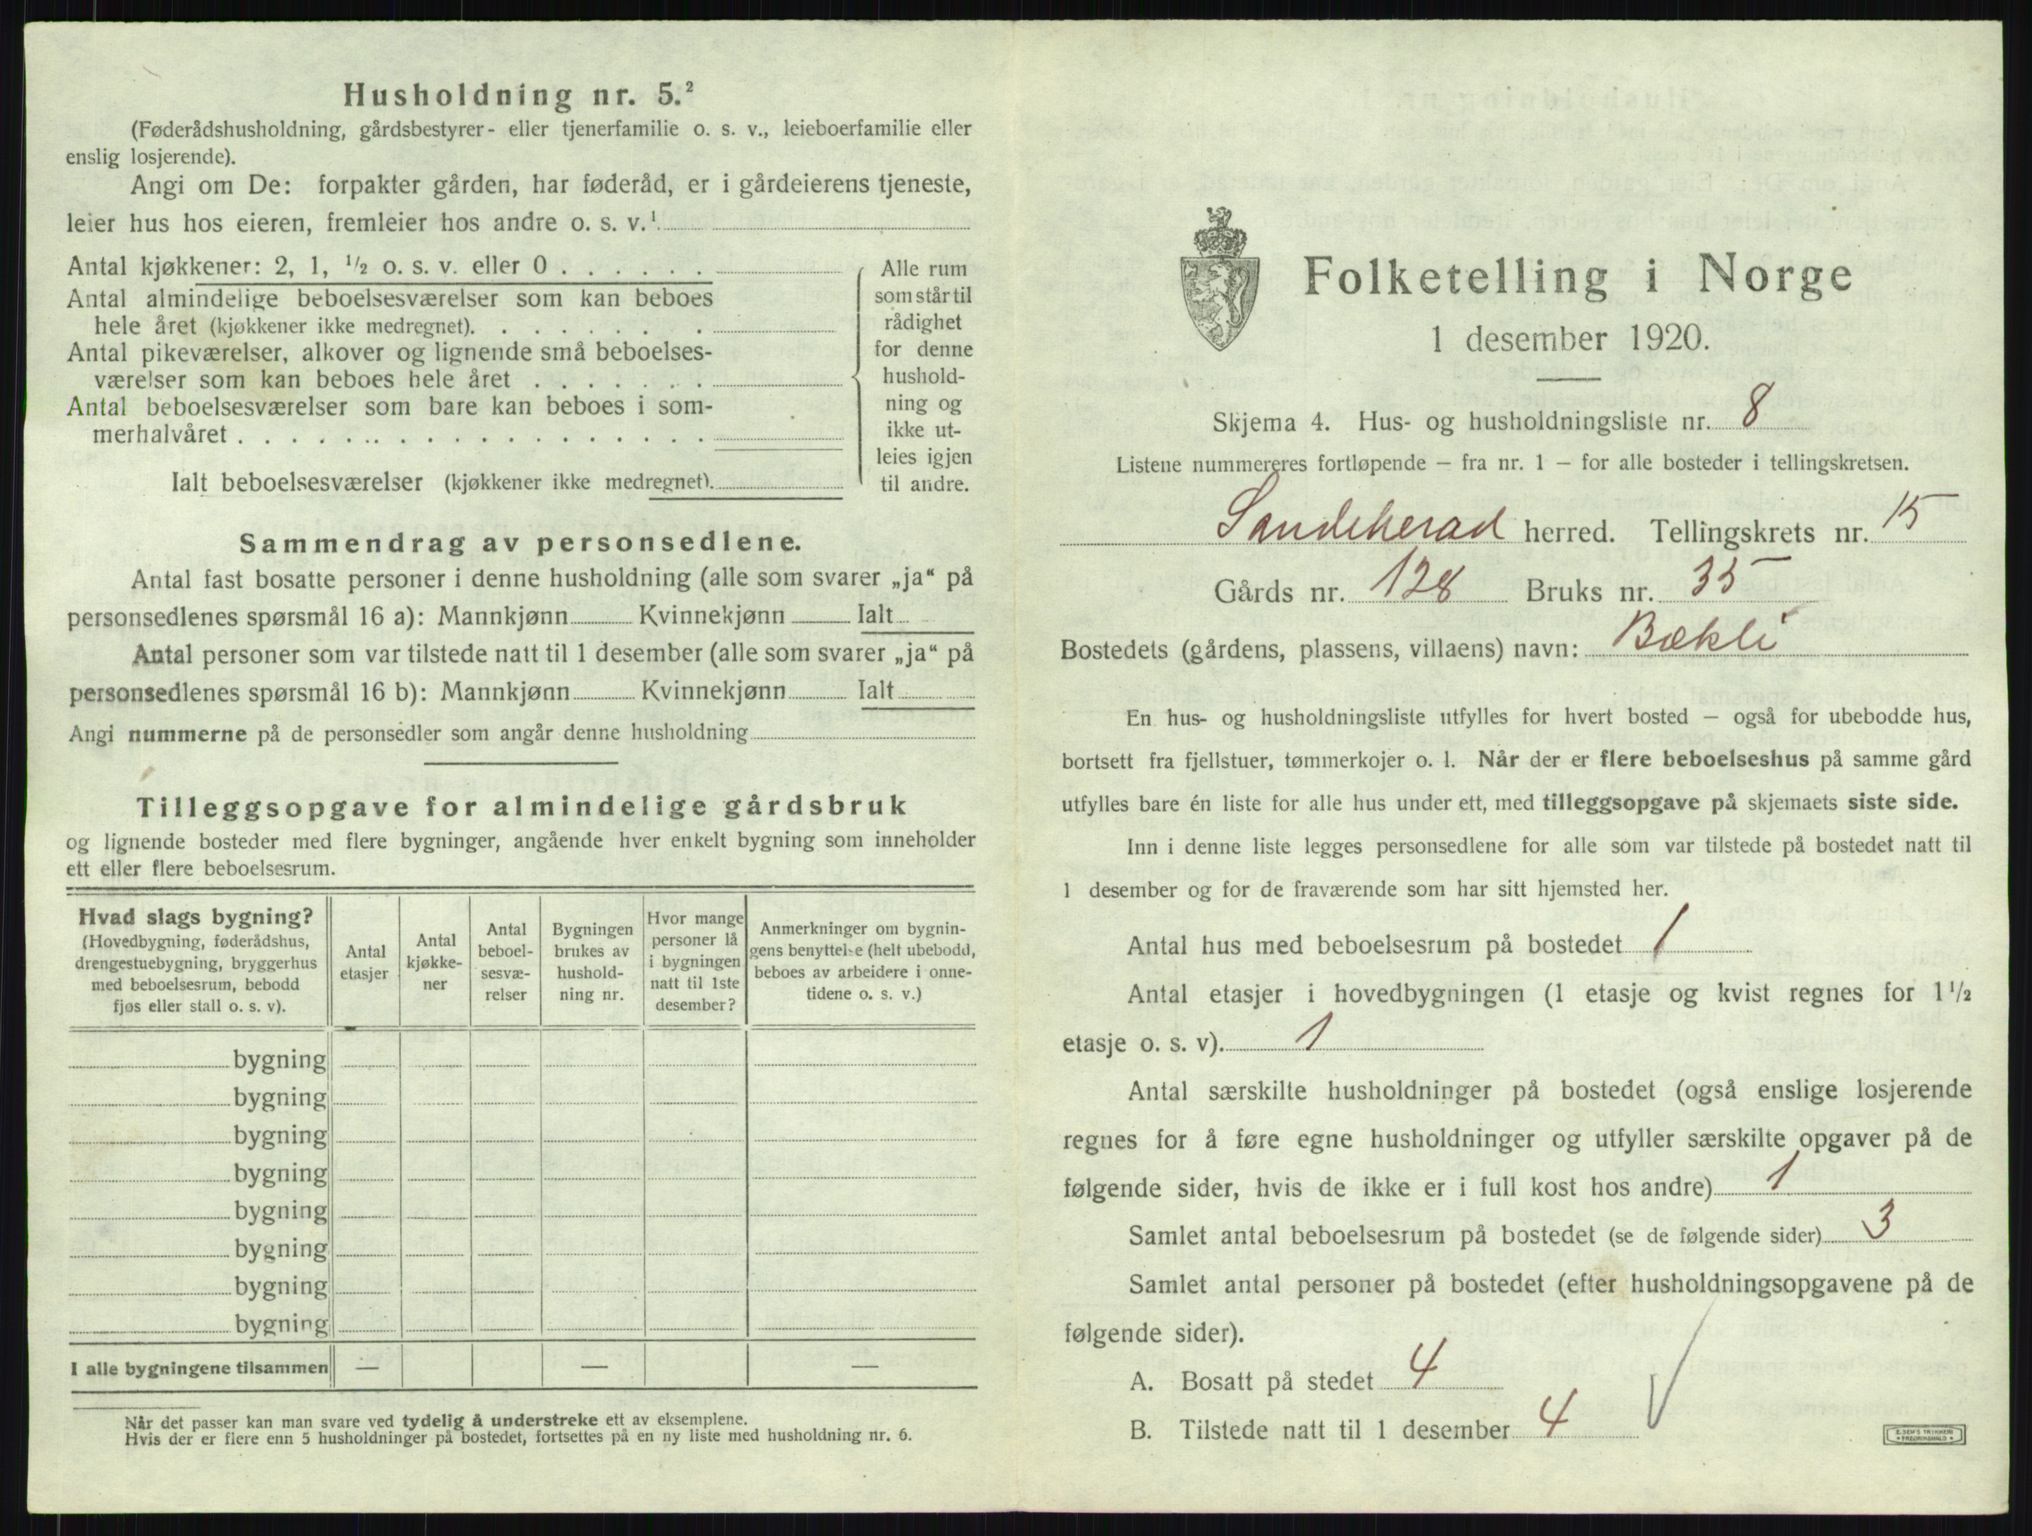 Husholdning nr. 5.²
(Føderådshusholdning, gårdsbestyrer- eller tjenerfamilie o. s. v., leieboerfamilie eller
enslig losjerende).
Angi om De: forpakter gården, har føderåd, er i gårdeierens tjeneste,
leier hus hos eieren, fremleier hos andre o. s. v.¹
Antal kjøkkener: 2, 1, ½ o. s. v. eller 0
Antal almindelige beboelsesværelser som kan beboes
hele året (kjøkkener ikke medregnet).
Antal pikeværelser, alkover og lignende små beboelses-
værelser som kan beboes hele året
Antal beboelsesværelser som bare kan beboes i som-
merhalvåret
Ialt beboelsesværelser (kjøkkener ikke medregnet).
Alle rum
som står til
rådighet
for denne
hushold-
ning og
ikke ut-
leies igjen
til andre.
Sammendrag av personsedlene.
Antal fast bosatte personer i denne husholdning (alle som svarer „ja“ på
personsedlenes spørsmål 16 a): Mannkjønn Kvinnekjønn Ialt
Antal personer som var tilstede natt til 1 desember (alle som svarer „ja“ på
personsedlenes spørsmål 16 b): Mannkjønn Kvinnekjønn Ialt
Angi nummerne på de personsedler som angår denne husholdning
Tilleggsopgave for almindelige gårdsbruk
og lignende bosteder med flere bygninger, angående hver enkelt bygning som inneholder
ett eller flere beboelsesrum.
Hvad slags bygning?
(Hovedbygning, føderådshus,
drengestuebygning, bryggerhus
med beboelsesrum, bebodd
fjøs eller stall o. s. v).
Antal
etasjer
Antal
kjøkke-
ner
Antal
beboel-
sesvæ-
relser
Bygningen
brukes av
hushold-
ning nr.
Hvor mange
personer lå
i bygningen
natt til 1ste
desember?
Anmerkninger om bygnin-
gens benyttelse (helt ubebodd,
beboes av arbeidere i onne-
tidene o. s. v.)
bygning
bygning
bygning
bygning
bygning
bygning
bygning
bygning
I alle bygningene tilsammen — — —
Når det passer kan man svare ved tydelig å understreke ett av eksemplene.
Hvis der er flere enn 5 husholdninger på bostedet, fortsettes på en ny liste med husholdning nr. 6.
Folketelling i Norge
1 desember 1920.
Skjema 4. Hus- og husholdningsliste nr. 8
Listene nummereres fortløpende – fra nr. 1 – for alle bosteder i tellingskretsen.
Sandeherad herred. Tellingskrets nr. 15
Gårds nr. 128 Bruks nr. 35
Bostedets (gårdens, plassens, villaens) navn: Bækli
En hus- og husholdningsliste utfylles for hvert bosted – også for ubebodde hus,
bortsett fra fjellstuer, tømmerkojer o. l. Når der er flere beboelseshus på samme gård
utfylles bare én liste for alle hus under ett, med tilleggsopgave på skjemaets siste side.
Inn i denne liste legges personsedlene for alle som var tilstede på bostedet natt til
1 desember og for de fraværende som har sitt hjemsted her.
Antal hus med beboelsesrum på bostedet 1
Antal etasjer i hovedbygningen (1 etasje og kvist regnes for 1½
etasje o. s. v). 1
Antal særskilte husholdninger på bostedet (også enslige losjerende
regnes for å føre egne husholdninger og utfyller særskilte opgaver på de
følgende sider, hvis de ikke er i full kost hos andre) 1
Samlet antal beboelsesrum på bostedet (se de følgende sider) 3
Samlet antal personer på bostedet (efter husholdningsopgavene på de
følgende sider).
A. Bosatt på stedet 4
B. Tilstede natt til 1 desember 4